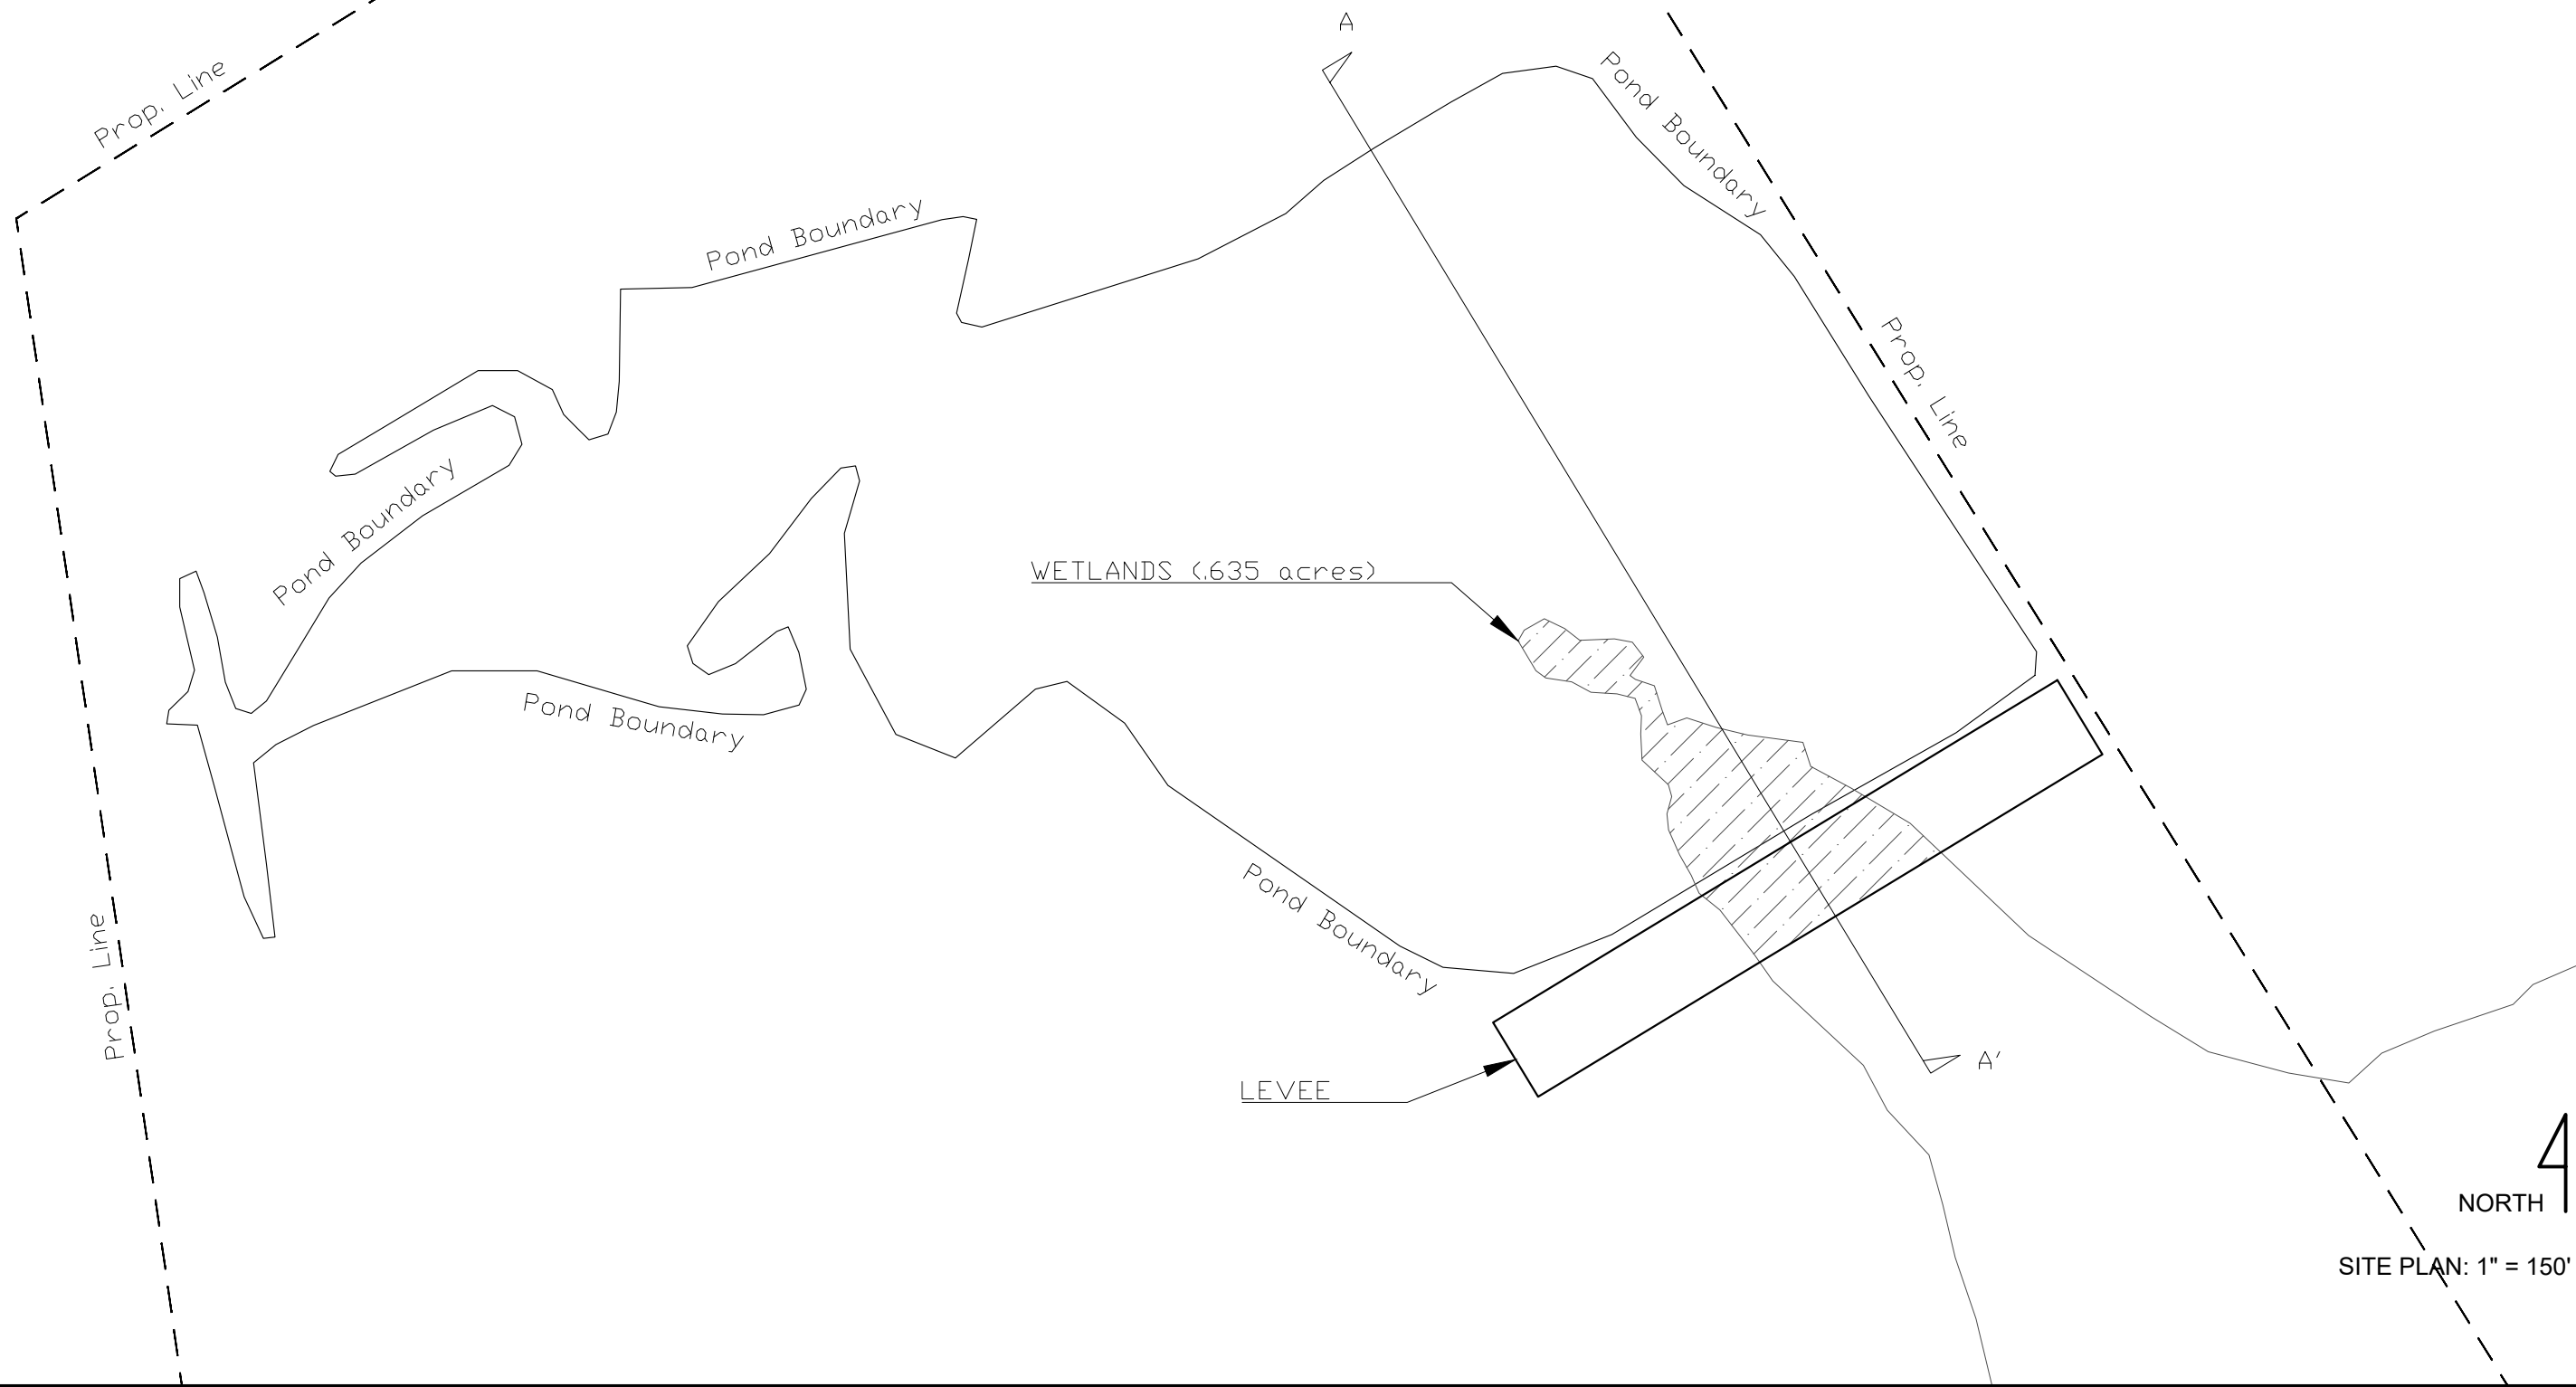 A
Prop. Line
Pond Boundary
Pond Boundary
Prop. Line
Pond Boundary
WETLANDS (.635 acres)
Pond Boundary
Pond Boundary
Prop. Line
A'
LEVEE
NORTH
SITE PLAN: 1" = 150'